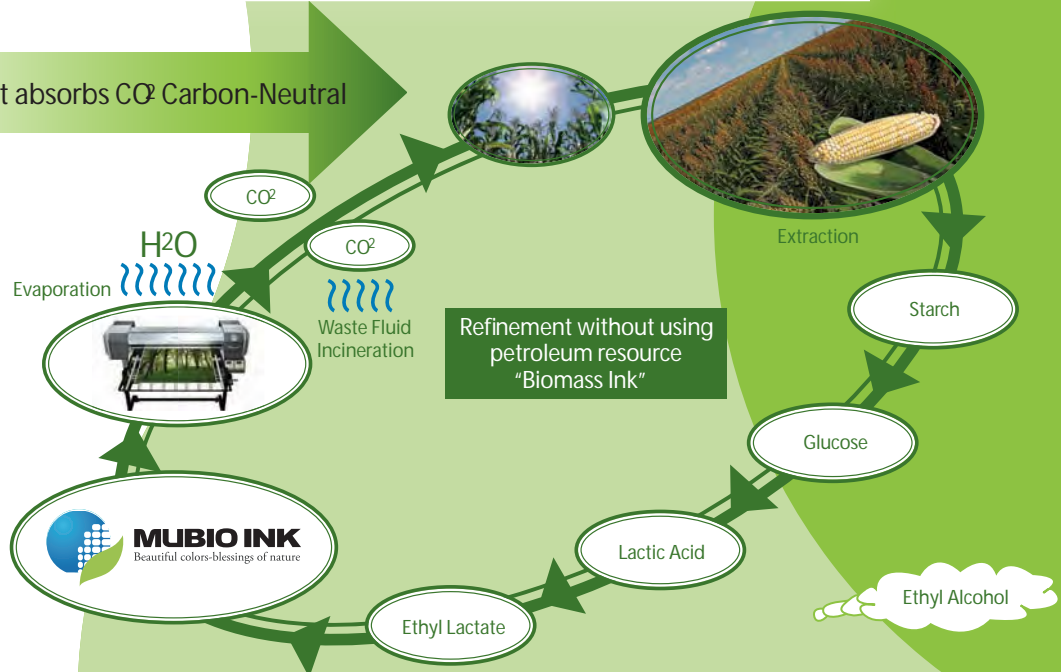 t absorbs CO2 Carbon-Neutral
CO2
H2O
CO2
Evaporation
Waste Fluid
Incineration
Extraction
Starch
Refinement without using
petroleum resource
“Biomass Ink”
Glucose
MUBIO INK
Beautiful colors-blessings of nature
Lactic Acid
Ethyl Lactate
Ethyl Alcohol